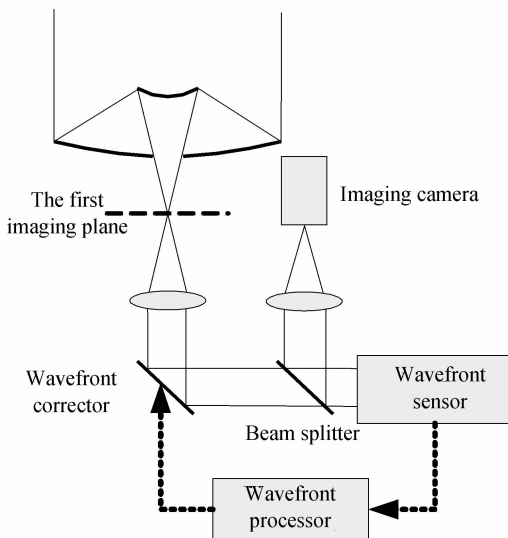 The first
imaging plane
Imaging camera
Wavefront
corrector
Beam splitter
Wavefront
sensor
Wavefront
processor